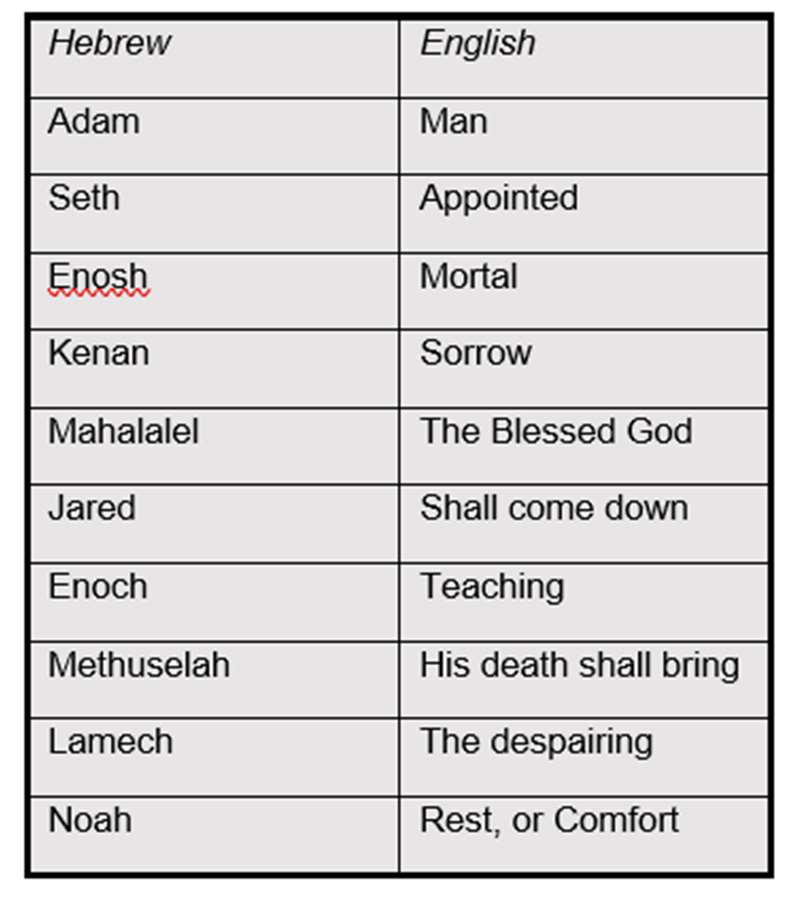 Hebrew English
Adam Man
Seth Appointed
Enosh Mortal
Kenan Sorrow
Mahalalel The Blessed God
Jared Shall come down
Enoch Teaching
Methuselah His death shall bring
Lamech The despairing
Noah Rest, or Comfort